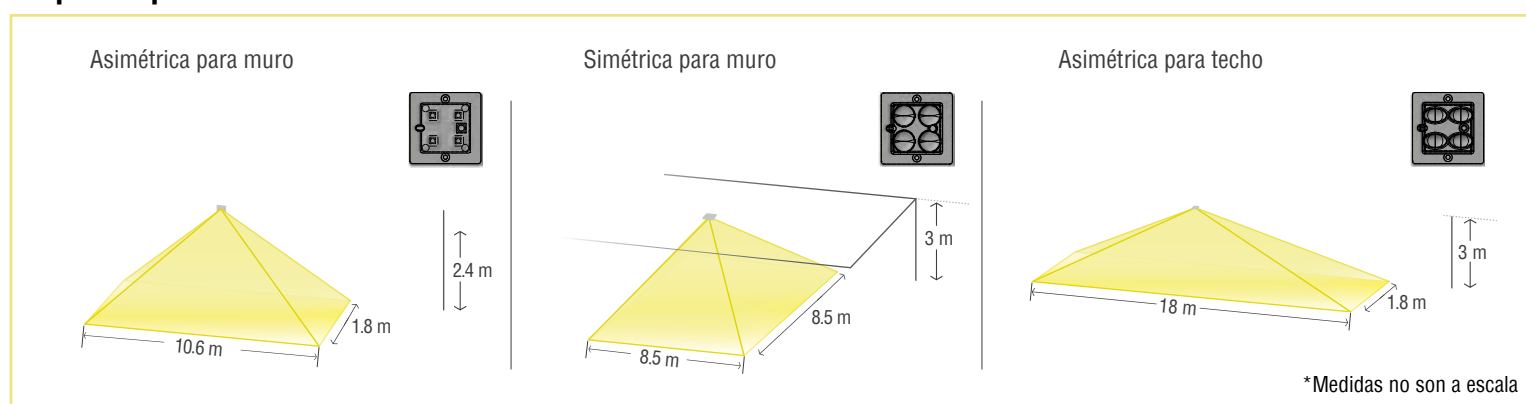 Asimétrica para muro
2.4 m
1.8 m
10.6 m
Simétrica para muro
3 m
8.5 m
8.5 m
Asimétrica para techo
3 m
1.8 m
18 m
*Medidas no son a escala